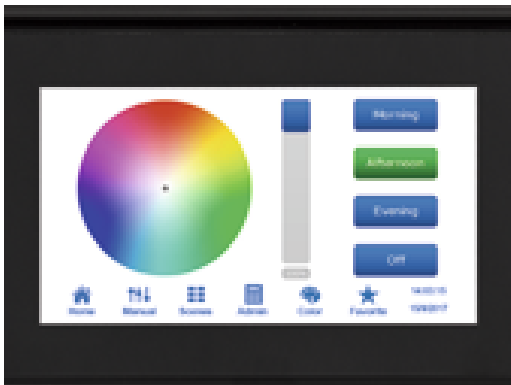 Morning
Afternoon
Evening
Off
Home Manual Scenes Admin Color Favorite